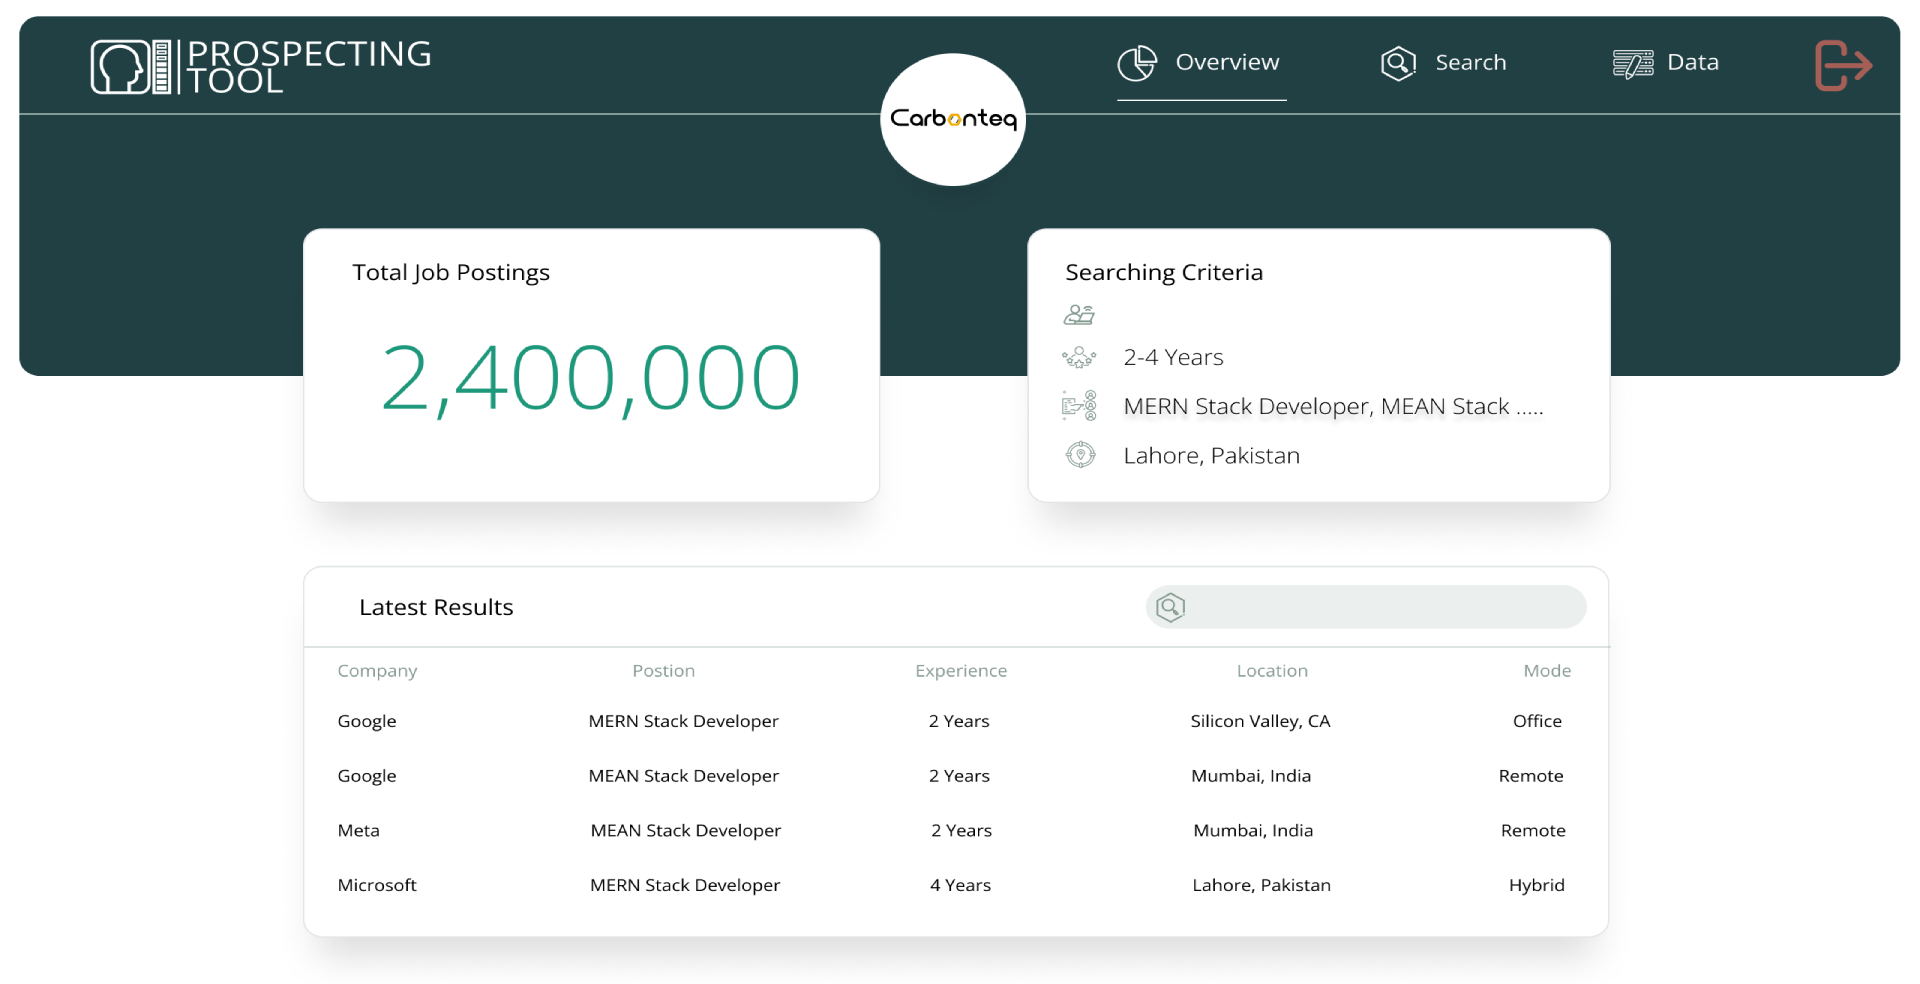 PROSPECTING
TOOL
Overview
Search
Data
Carbonteq
Total Job Postings
2,400,000
Searching Criteria
2-4 Years
MERN Stack Developer, MEAN Stack .....
Lahore, Pakistan
Latest Results
Company Postion Experience Location Mode
Google MERN Stack Developer 2 Years Silicon Valley, CA Office
Google MEAN Stack Developer 2 Years Mumbai, India Remote
Meta MEAN Stack Developer 2 Years Mumbai, India Remote
Microsoft MERN Stack Developer 4 Years Lahore, Pakistan Hybrid